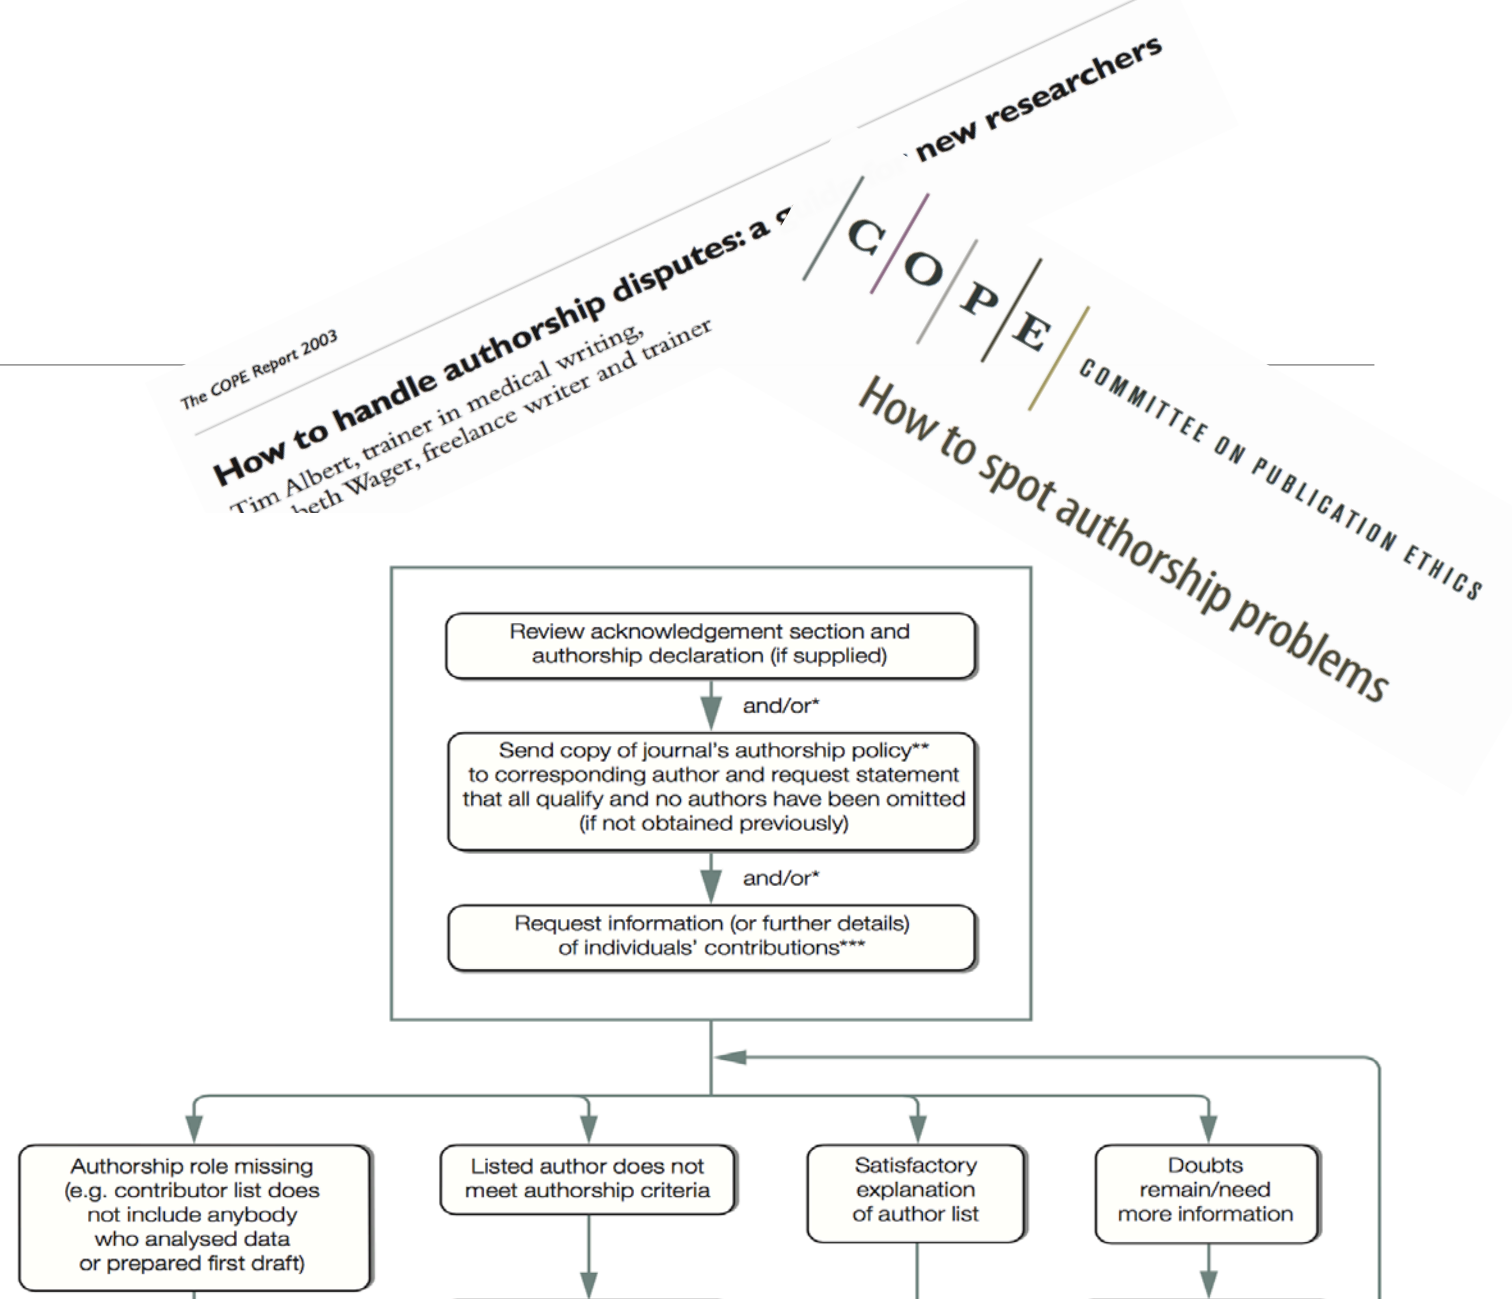 The COPE Report 2003
How to handle authorship disputes: a
new researchers
Tim Albert, trainer in medical writing,
beth Wager, freelance writer and trainer
C O P E
COMMITTEE ON PUBLICATION ETHICS
How to spot authorship problems
Review acknowledgement section and
authorship declaration (if supplied)
and/or*
Send copy of journal’s authorship policy**
to corresponding author and request statement
that all qualify and no authors have been omitted
(if not obtained previously)
and/or*
Request information (or further details)
of individuals’ contributions***
Authorship role missing
(e.g. contributor list does
not include anybody
who analysed data
or prepared first draft)
Listed author does not
meet authorship criteria
Satisfactory
explanation
of author list
Doubts
remain/need
more information